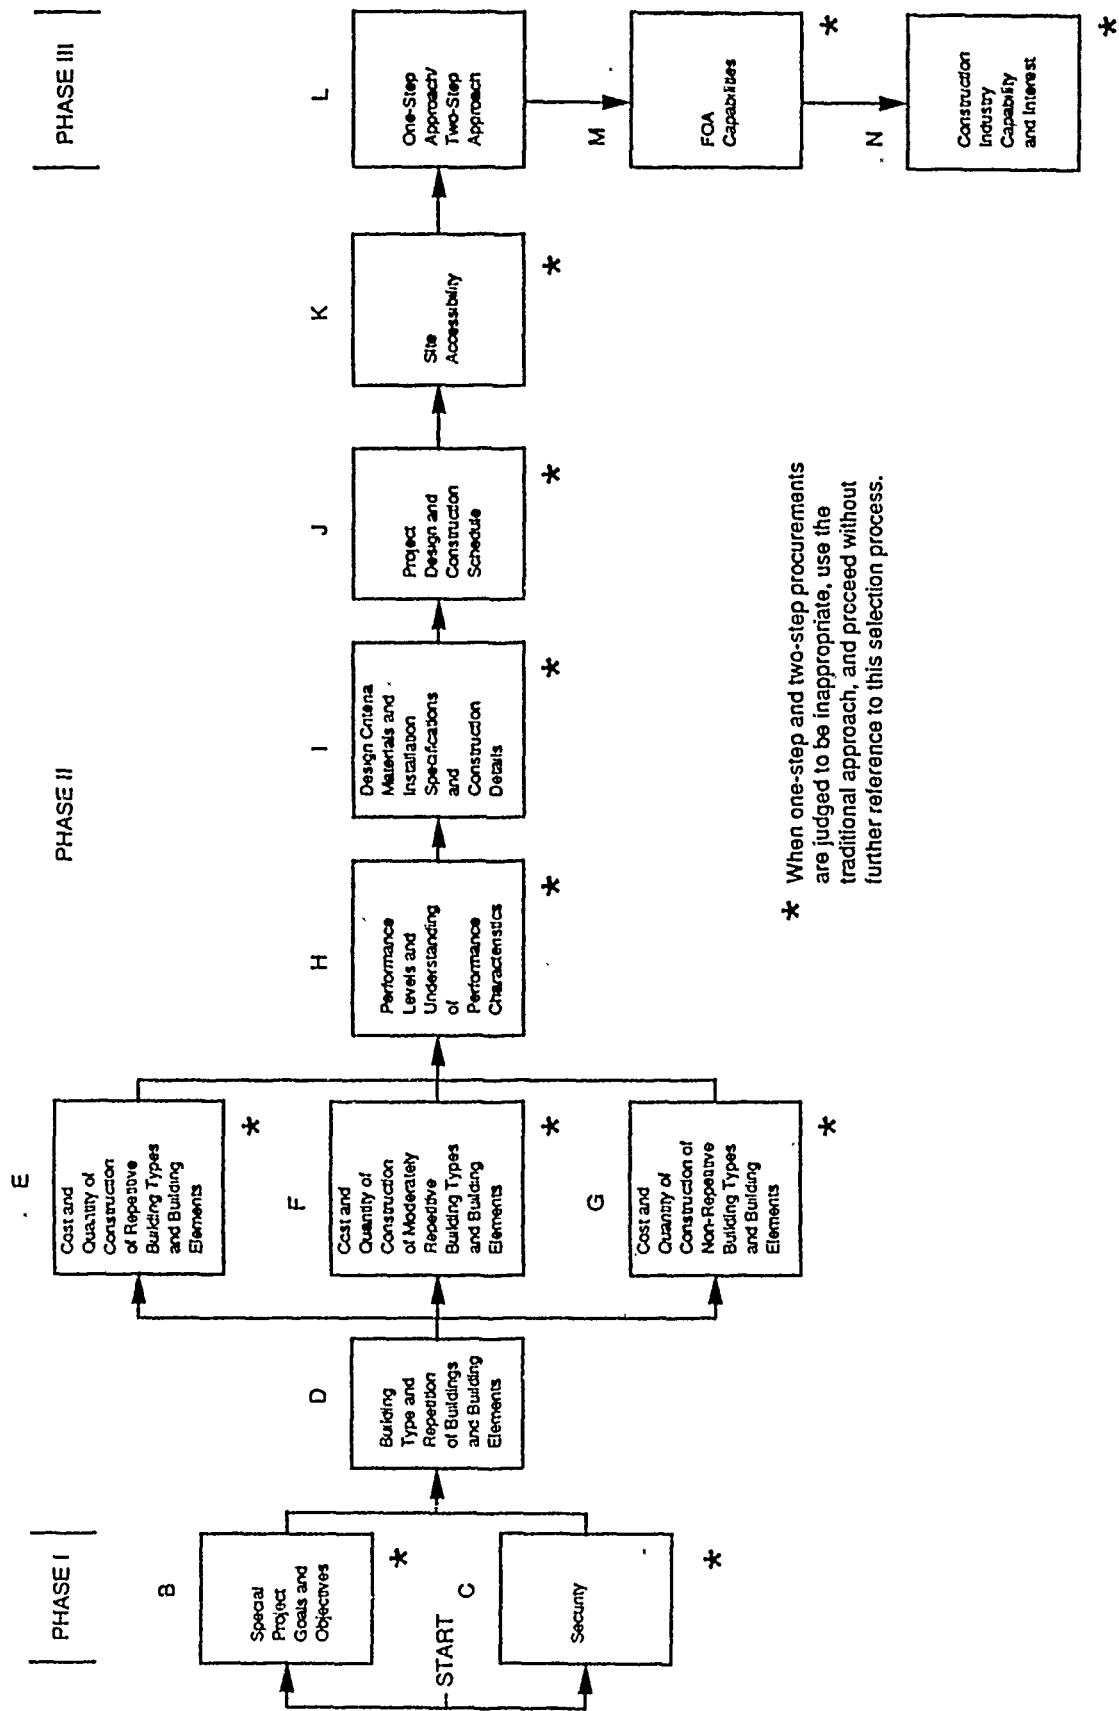 PHASE I
PHASE II
PHASE III
START
B
Special
Project
Goals and
Objectives
*
C
Security
*
D
Building
Type and
Repetition
of Buildings
and Building
Elements
E
Cost and
Quantity of
Construction
of Repetitive
Building Types
and Building
Elements
*
F
Cost and
Quantity of
Construction
of Moderately
Repetitive
Building Types
and Building
Elements
*
G
Cost and
Quantity of
Construction of
Non-Repetitive
Building Types
and Building
Elements
*
H
Performance
Levels and
Understanding
of
Performance
Characteristics
*
I
Design Criteria
Materials and
Installation
Specifications
and
Construction
Details
*
J
Project
Design and
Construction
Schedule
*
K
Site
Accessibility
*
L
One-Step
Approach/
Two-Step
Approach
M
FOA
Capabilities
*
N
Construction
Industry
Capability
and Interest
*
* When one-step and two-step procurements
are judged to be inappropriate, use the
traditional approach, and proceed without
further reference to this selection process.